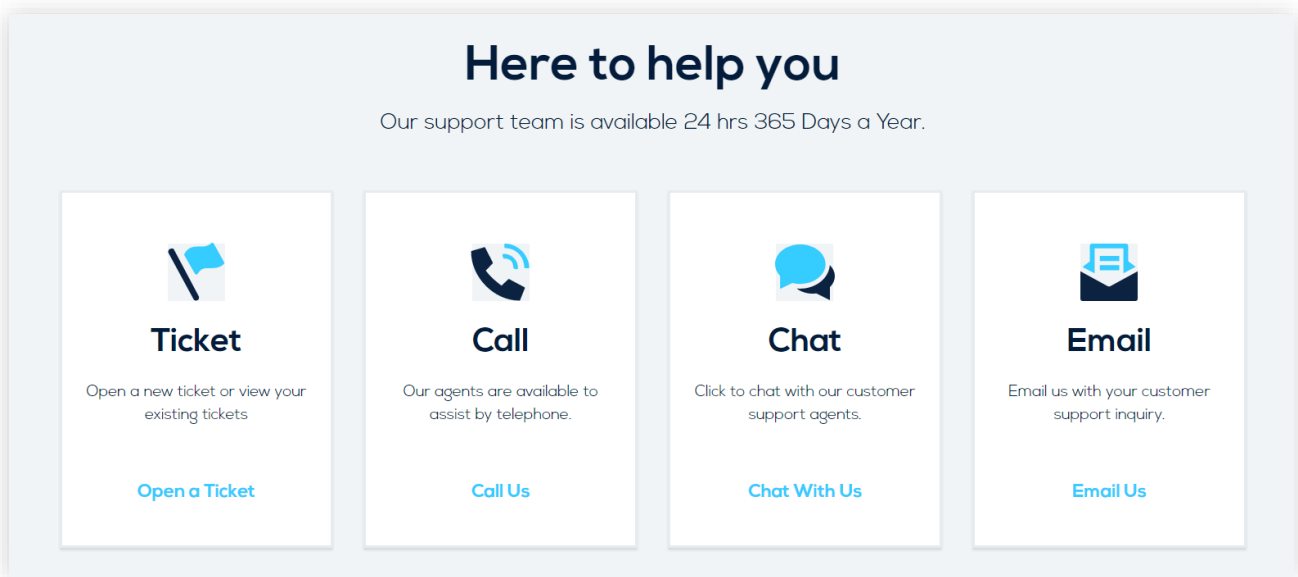 Here to help you
Our support team is available 24 hrs 365 Days a Year.
Ticket
Open a new ticket or view your
existing tickets
Open a Ticket
Call
Our agents are available to
assist by telephone.
Call Us
Chat
Click to chat with our customer
support agents.
Chat With Us
Email
Email us with your customer
support inquiry.
Email Us